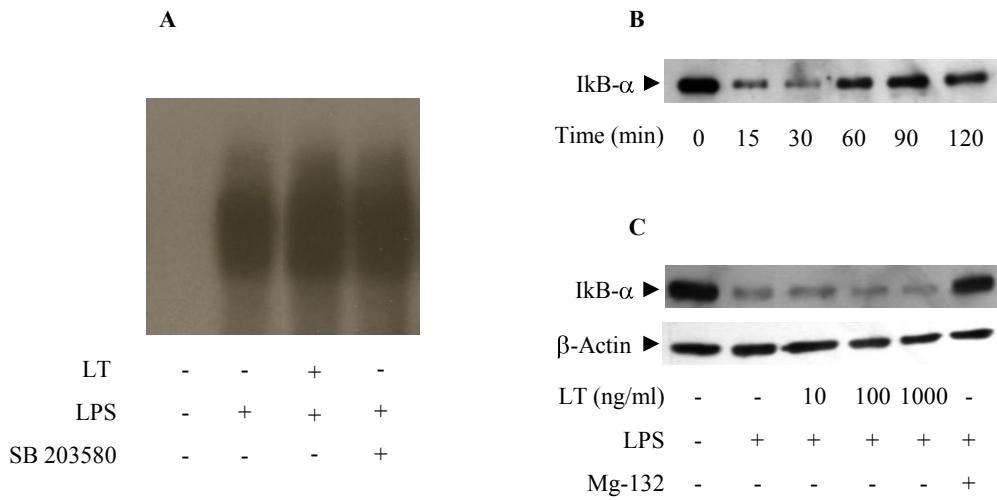 A
LT - - + -
LPS - + + +
SB 203580 - - - +
B
IkB-α ►
Time (min) 0 15 30 60 90 120
C
IkB-α ►
β-Actin ►
LT (ng/ml) - - 10 100 1000 -
LPS - + + + + +
Mg-132 - - - - - +